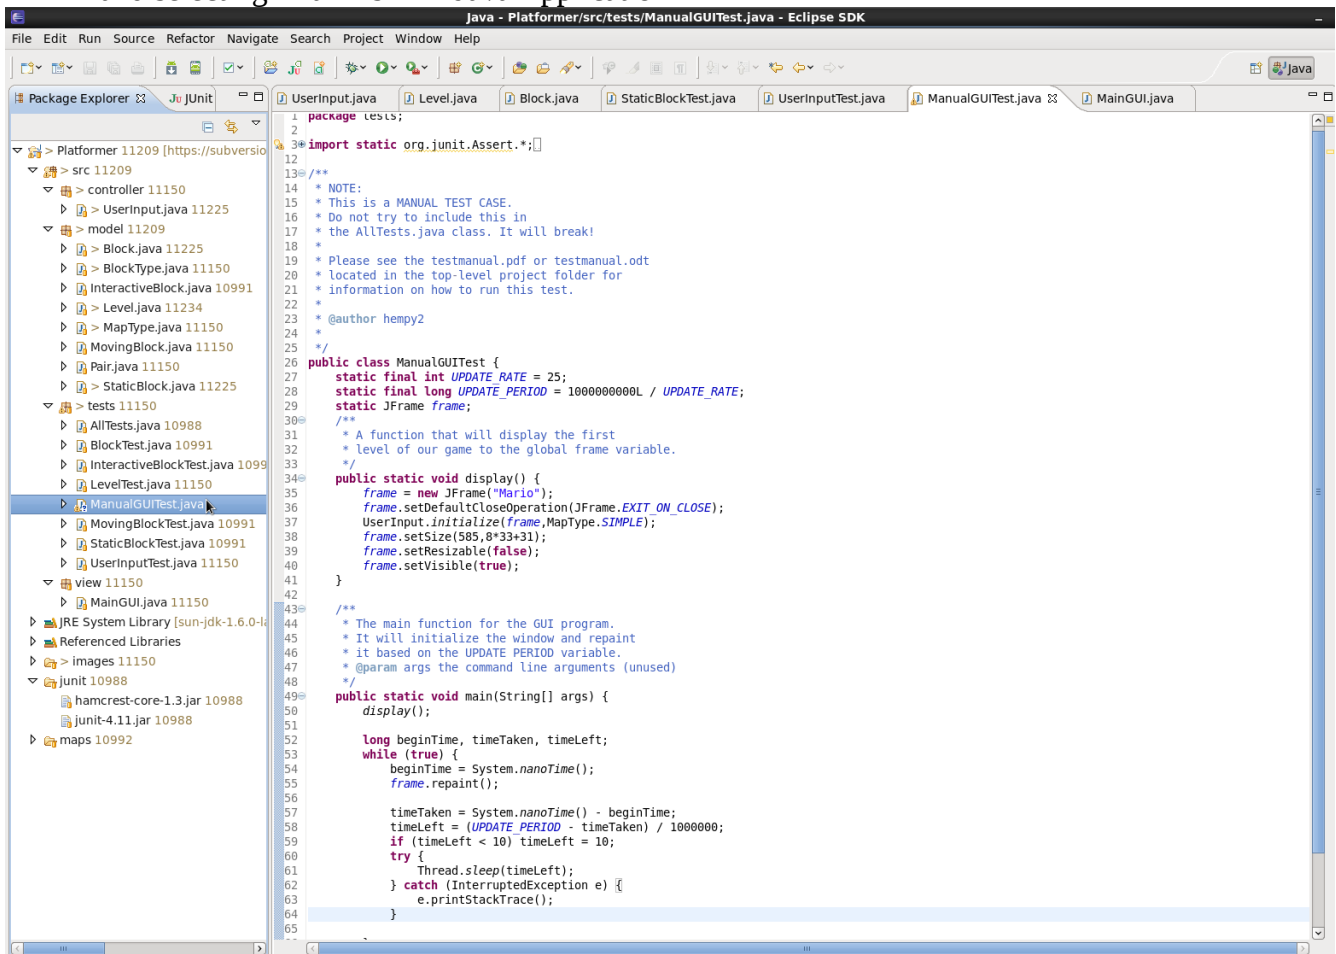 Java - Platformer/src/tests/ManualGUITest.java - Eclipse SDK
File Edit Run Source Refactor Navigate Search Project Window Help
Java
Package Explorer JUnit
UserInput.java Level.java Block.java StaticBlockTest.java UserInputTest.java ManualGUITest.java MainGUI.java
> Platformer 11209 [https://subversio
> src 11209
> controller 11150
> UserInput.java 11225
> model 11209
> Block.java 11225
> BlockType.java 11150
InteractiveBlock.java 10991
> Level.java 11234
> MapType.java 11150
MovingBlock.java 11150
Pair.java 11150
> StaticBlock.java 11225
> tests 11150
AllTests.java 10988
BlockTest.java 10991
InteractiveBlockTest.java 1099
LevelTest.java 11150
ManualGUITest.java
MovingBlockTest.java 10991
StaticBlockTest.java 10991
UserInputTest.java 11150
view 11150
MainGUI.java 11150
JRE System Library [sun-jdk-1.6.0-l
Referenced Libraries
> images 11150
junit 10988
hamcrest-core-1.3.jar 10988
junit-4.11.jar 10988
maps 10992
1 package tests;
2
3 import static org.junit.Assert.*;
12
13 /**
14  * NOTE:
15  * This is a MANUAL TEST CASE.
16  * Do not try to include this in
17  * the AllTests.java class. It will break!
18  *
19  * Please see the testmanual.pdf or testmanual.odt
20  * located in the top-level project folder for
21  * information on how to run this test.
22  *
23  * @author hempy2
24  *
25  */
26 public class ManualGUITest {
27     static final int UPDATE_RATE = 25;
28     static final long UPDATE_PERIOD = 1000000000L / UPDATE_RATE;
29     static JFrame frame;
30     /**
31      * A function that will display the first
32      * level of our game to the global frame variable.
33      */
34     public static void display() {
35         frame = new JFrame("Mario");
36         frame.setDefaultCloseOperation(JFrame.EXIT_ON_CLOSE);
37         UserInput.initialize(frame,MapType.SIMPLE);
38         frame.setSize(585,8*33+31);
39         frame.setResizable(false);
40         frame.setVisible(true);
41     }
42
43     /**
44      * The main function for the GUI program.
45      * It will initialize the window and repaint
46      * it based on the UPDATE PERIOD variable.
47      * @param args the command line arguments (unused)
48      */
49     public static void main(String[] args) {
50         display();
51
52         long beginTime, timeTaken, timeLeft;
53         while (true) {
54             beginTime = System.nanoTime();
55             frame.repaint();
56
57             timeTaken = System.nanoTime() - beginTime;
58             timeLeft = (UPDATE_PERIOD - timeTaken) / 1000000;
59             if (timeLeft < 10) timeLeft = 10;
60             try {
61                 Thread.sleep(timeLeft);
62             } catch (InterruptedException e) {
63                 e.printStackTrace();
64             }
65